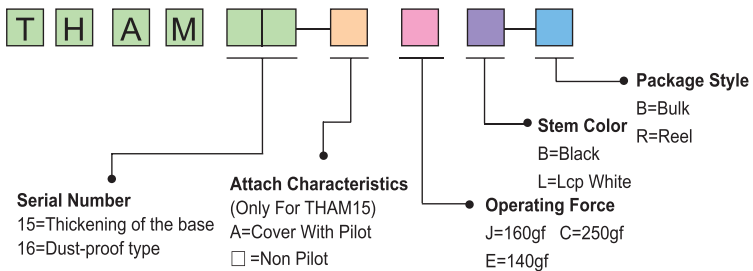 T H A M
Package Style
B=Bulk
R=Reel
Stem Color
B=Black
L=Lcp White
Operating Force
J=160gf C=250gf
E=140gf
Attach Characteristics
(Only For THAM15)
A=Cover With Pilot
□ =Non Pilot
Serial Number
15=Thickening of the base
16=Dust-proof type